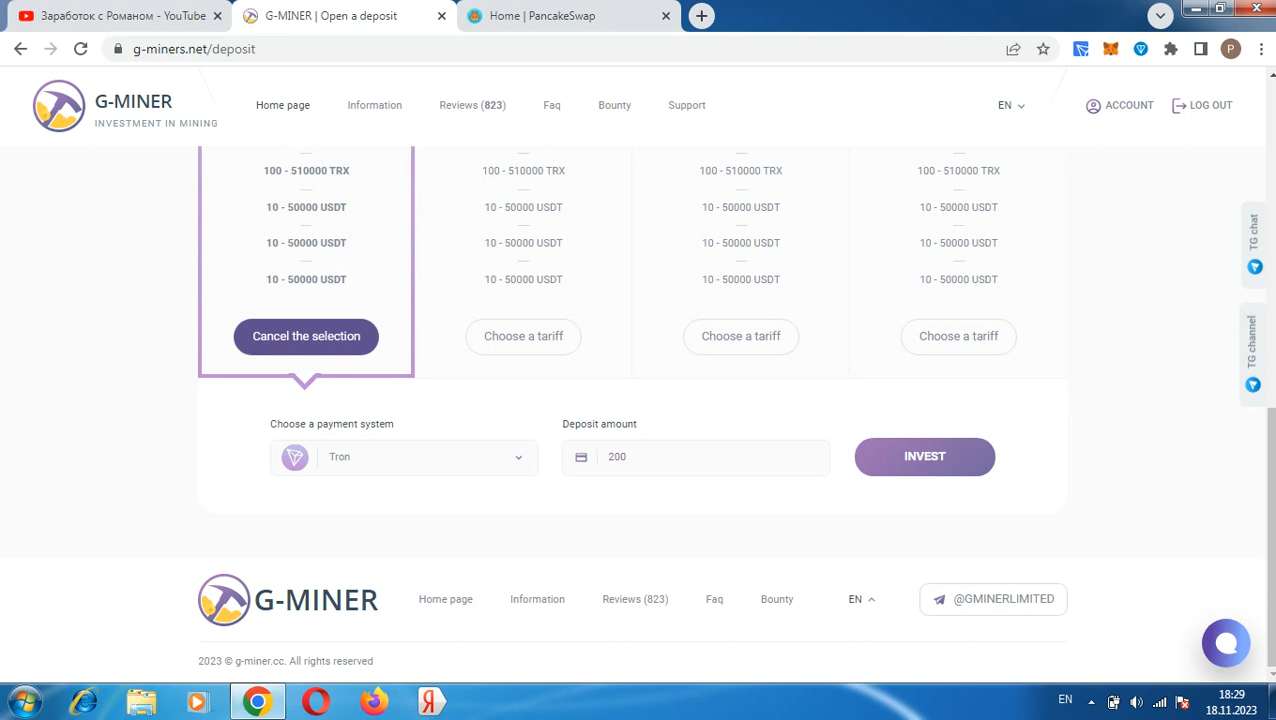 Заработок с Романом - YouTube
G-MINER | Open a deposit
Home | PancakeSwap
g-miners.net/deposit
P
G-MINER
INVESTMENT IN MINING
Home page
Information
Reviews (823)
Faq
Bounty
Support
EN
ACCOUNT
LOG OUT
100 - 510000 TRX
100 - 510000 TRX
100 - 510000 TRX
100 - 510000 TRX
10 - 50000 USDT
10 - 50000 USDT
10 - 50000 USDT
10 - 50000 USDT
10 - 50000 USDT
10 - 50000 USDT
10 - 50000 USDT
10 - 50000 USDT
10 - 50000 USDT
10 - 50000 USDT
10 - 50000 USDT
10 - 50000 USDT
TG chat
TG channel
Cancel the selection
Choose a tariff
Choose a tariff
Choose a tariff
Choose a payment system
Deposit amount
Tron
200
INVEST
G-MINER
Home page
Information
Reviews (823)
Faq
Bounty
EN
@GMINERLIMITED
2023 © g-miner.cc. All rights reserved
EN
18:29
18.11.2023